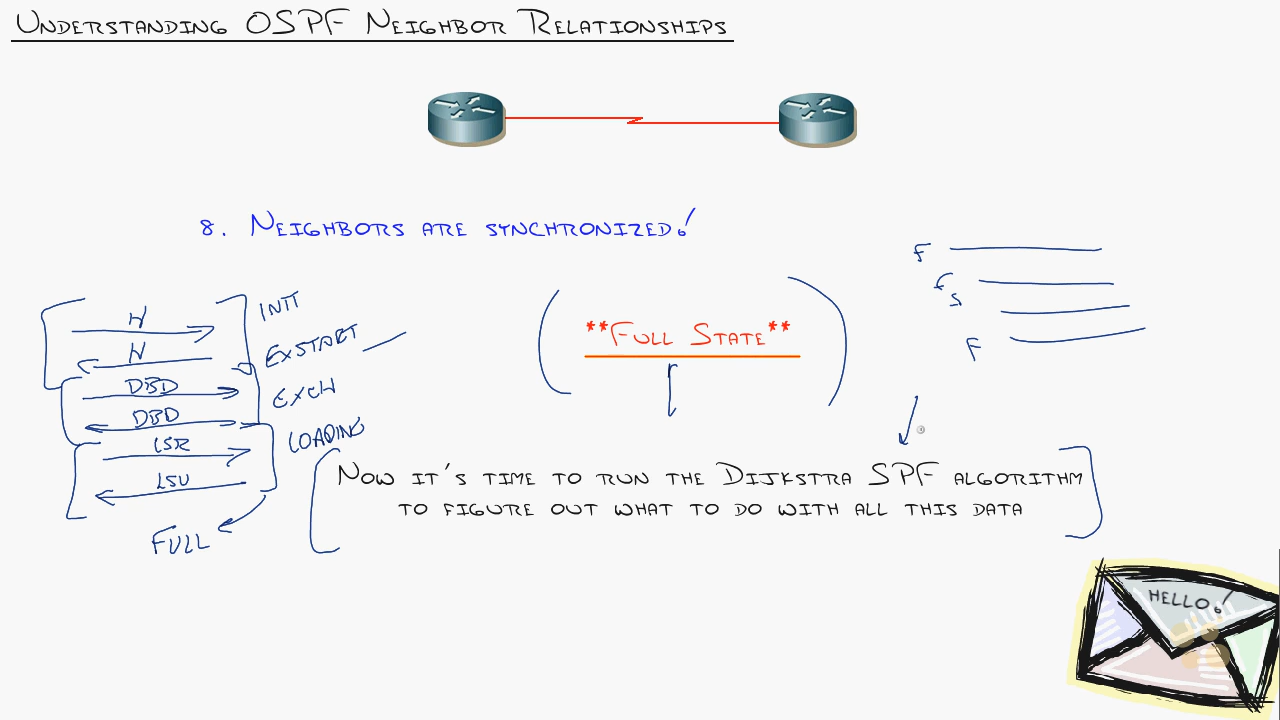 Understanding OSPF Neighbor Relationships
8. Neighbors are synchronized!
F
F
S
F
**Full State**
H
H
DBD
DBD
LSR
LSU
INIT
EXSTART
EXCH
LOADING
FULL
Now it's time to run the Dijkstra SPF algorithm
to figure out what to do with all this data
HELLO!